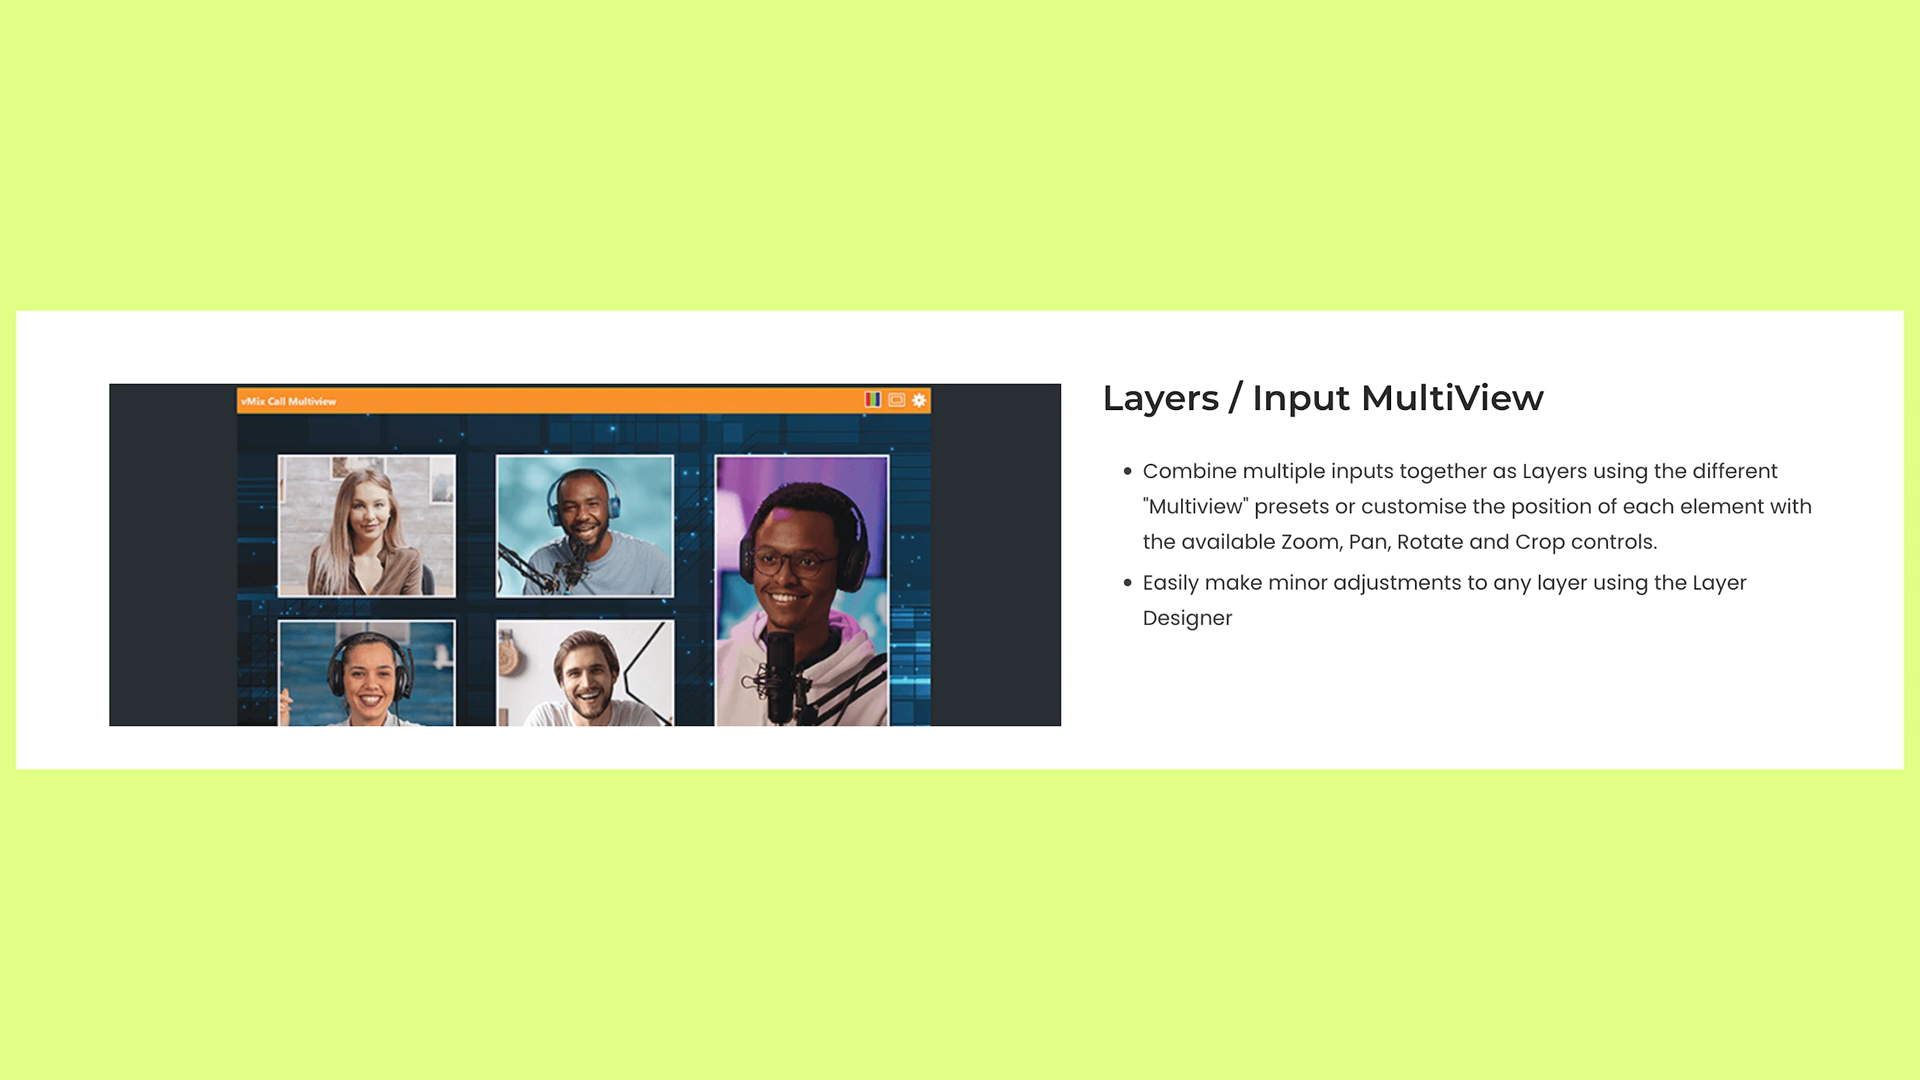 vMix Call Multiview
Layers / Input MultiView
Combine multiple inputs together as Layers using the different
"Multiview" presets or customise the position of each element with
the available Zoom, Pan, Rotate and Crop controls.
Easily make minor adjustments to any layer using the Layer
Designer